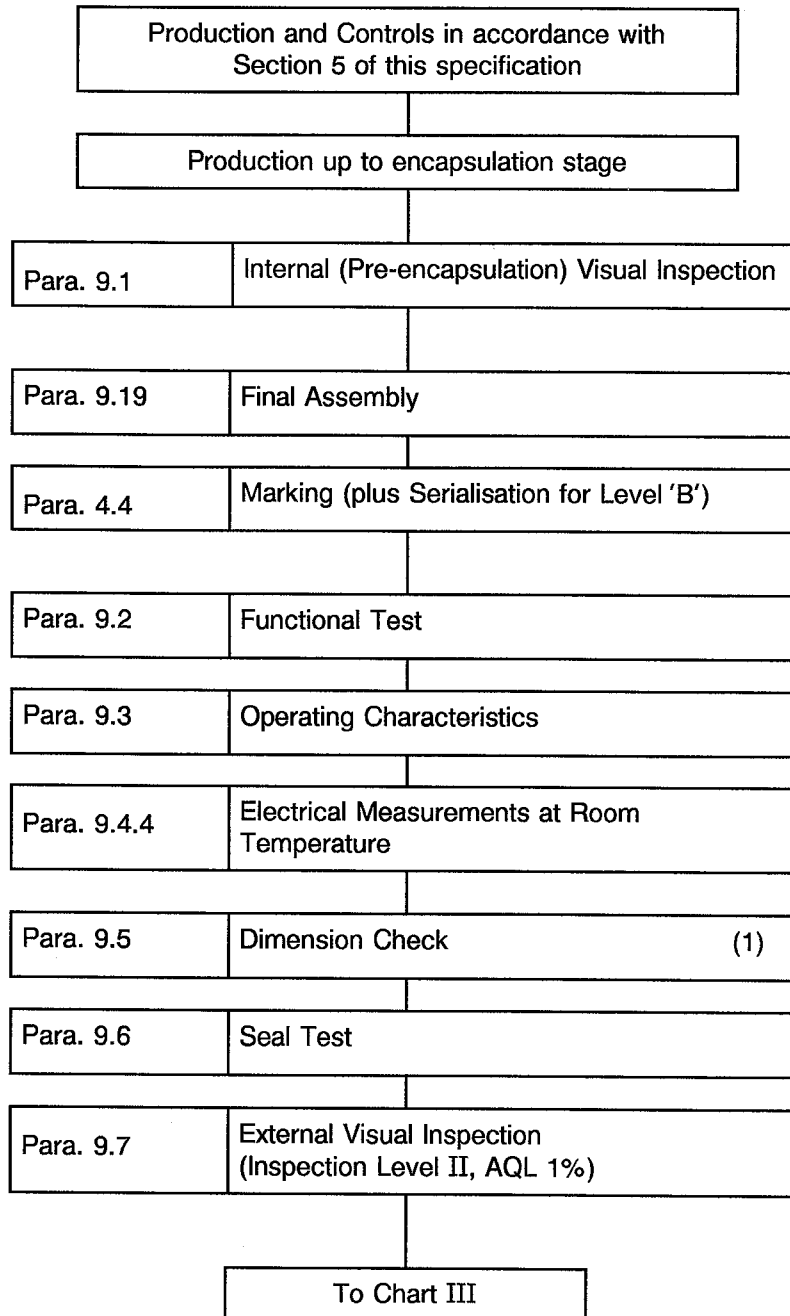 Production and Controls in accordance with
Section 5 of this specification
Production up to encapsulation stage
Para. 9.1 Internal (Pre-encapsulation) Visual Inspection
Para. 9.19 Final Assembly
Para. 4.4 Marking (plus Serialisation for Level 'B')
Para. 9.2 Functional Test
Para. 9.3 Operating Characteristics
Para. 9.4.4 Electrical Measurements at Room
Temperature
Para. 9.5 Dimension Check (1)
Para. 9.6 Seal Test
Para. 9.7 External Visual Inspection
(Inspection Level II, AQL 1%)
To Chart III